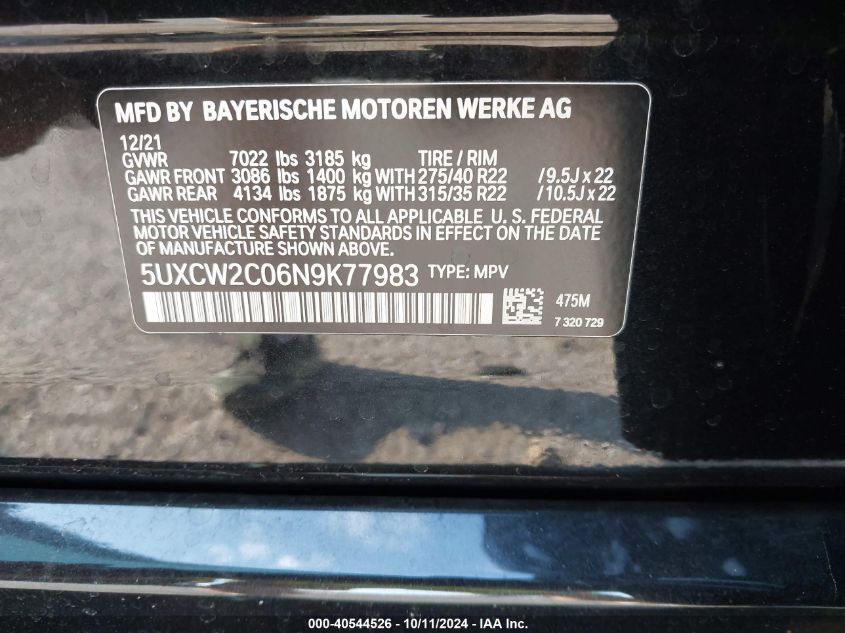 MFD BY BAYERISCHE MOTOREN WERKE AG
12/21
GVWR 7022 lbs 3185 kg TIRE / RIM
GAWR FRONT 3086 lbs 1400 kg WITH 275/40 R22 /9.5J x 22
GAWR REAR 4134 lbs 1875 kg WITH 315/35 R22 /10.5J x 22
THIS VEHICLE CONFORMS TO ALL APPLICABLE U. S. FEDERAL
MOTOR VEHICLE SAFETY STANDARDS IN EFFECT ON THE DATE
OF MANUFACTURE SHOWN ABOVE.
5UXCW2C06N9K77983 TYPE: MPV
475M
7 320 729
000-40544526 - 10/11/2024 - IAA Inc.